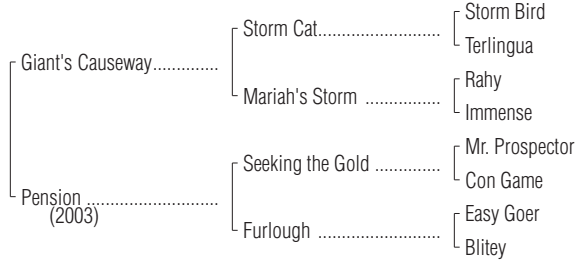 Storm Bird
Storm Cat....................................
Terlingua
Giant's Causeway..............
Rahy
Mariah's Storm ......................
Immense
Mr. Prospector
Seeking the Gold ...................
Con Game
Pension ............................
(2003)
Easy Goer
Furlough ...................................
Blitey